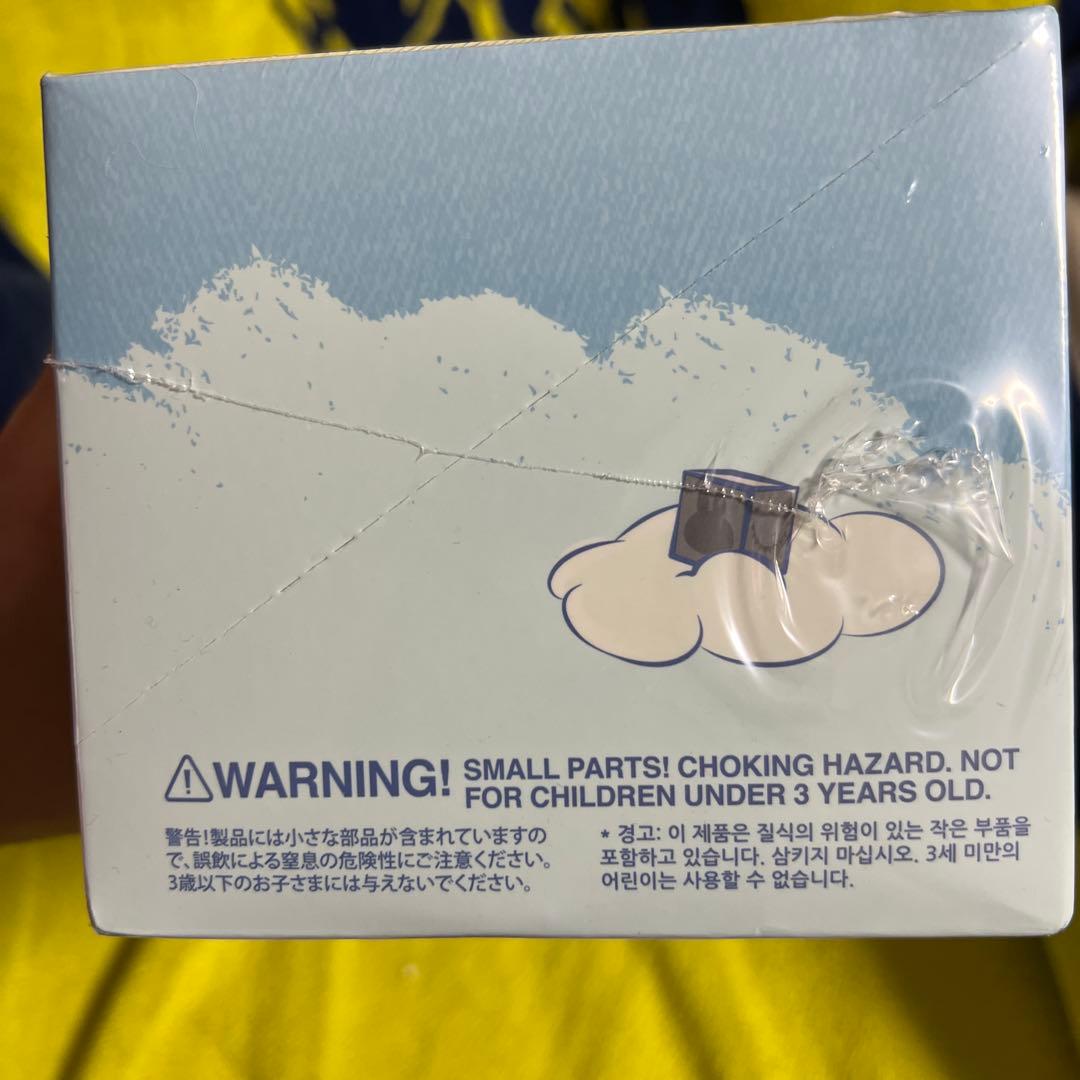 WARNING! SMALL PARTS! CHOKING HAZARD. NOT
FOR CHILDREN UNDER 3 YEARS OLD.
警告!製品には小さな部品が含まれていますの
で、誤飲による窒息の危険性にご注意ください。
3歳以下のお子さまには与えないでください。
* 경고: 이 제품은 질식의 위험이 있는 작은 부품을
포함하고 있습니다. 삼키지 마십시오. 3세 미만의
어린이는 사용할 수 없습니다.